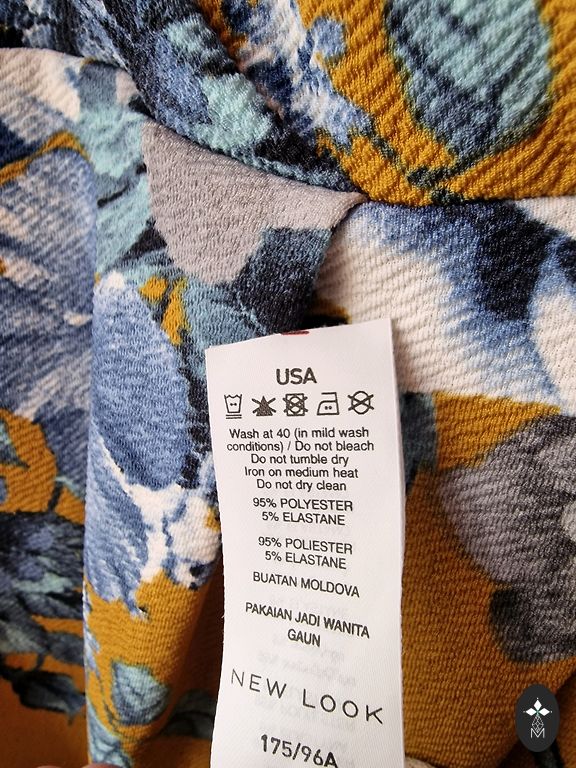 USA
Wash at 40 (in mild wash
conditions) / Do not bleach
Do not tumble dry
Iron on medium heat
Do not dry clean
95% POLYESTER
5% ELASTANE
95% POLIESTER
5% ELASTANE
BUATAN MOLDOVA
PAKAIAN JADI WANITA
GAUN
NEW LOOK
175/96A
M